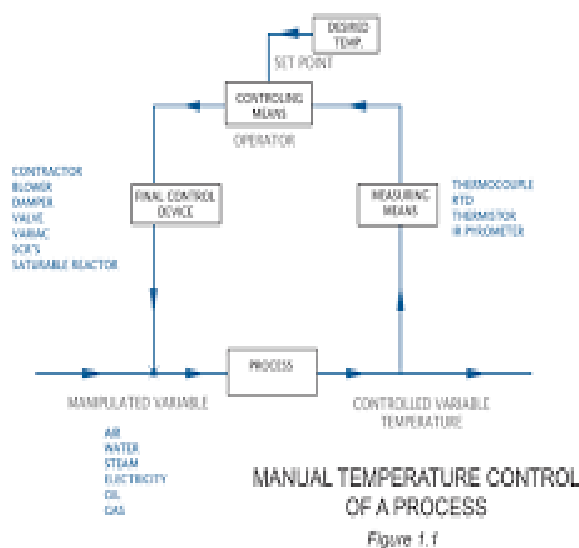 DESIRED
TEMP.
SET POINT
CONTROLING
MEANS
OPERATOR
CONTRACTOR
BLOWER
DAMPER
VALVE
VARIAC
SCR'S
SATURABLE REACTOR
FINAL CONTROL
DEVICE
MEASURING
MEANS
THERMOCOUPLE
RTD
THERMISTOR
IR PYROMETER
PROCESS
MANIPULATED VARIABLE
CONTROLLED VARIABLE
TEMPERATURE
AIR
WATER
STEAM
ELECTRICITY
OIL
GAS
MANUAL TEMPERATURE CONTROL
OF A PROCESS
Figure 1.1